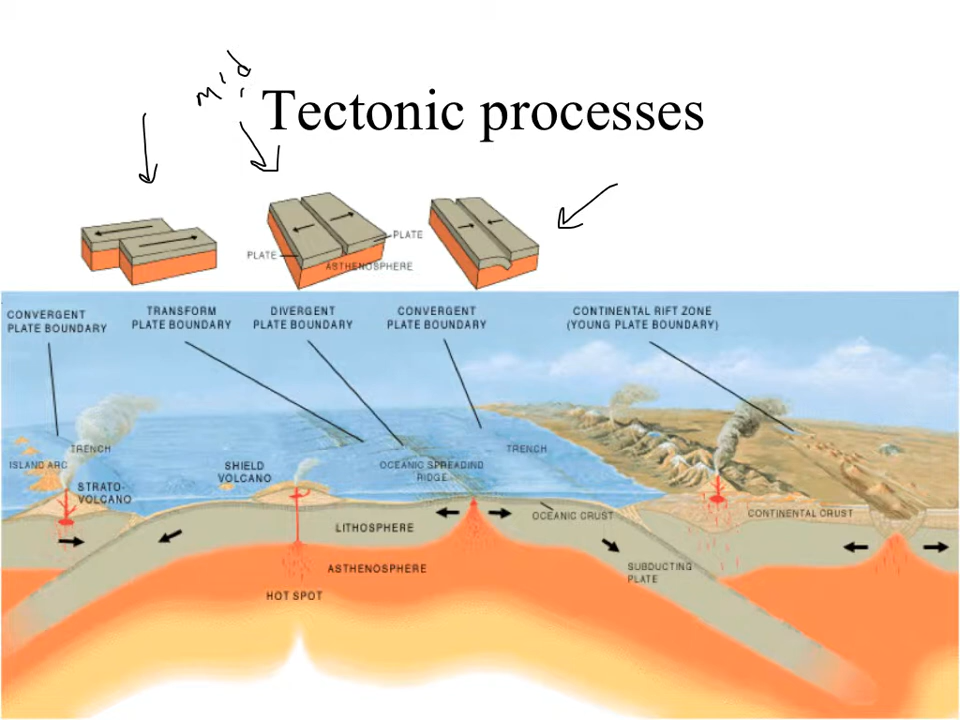 mid
Tectonic processes
PLATE
PLATE
ASTHENOSPHERE
CONVERGENT
PLATE BOUNDARY
TRANSFORM
PLATE BOUNDARY
DIVERGENT
PLATE BOUNDARY
CONVERGENT
PLATE BOUNDARY
CONTINENTAL RIFT ZONE
(YOUNG PLATE BOUNDARY)
TRENCH
ISLAND ARC
STRATO-
VOLCANO
SHIELD
VOLCANO
OCEANIC SPREADING
RIDGE
TRENCH
LITHOSPHERE
OCEANIC CRUST
CONTINENTAL CRUST
ASTHENOSPHERE
SUBDUCTING
PLATE
HOT SPOT